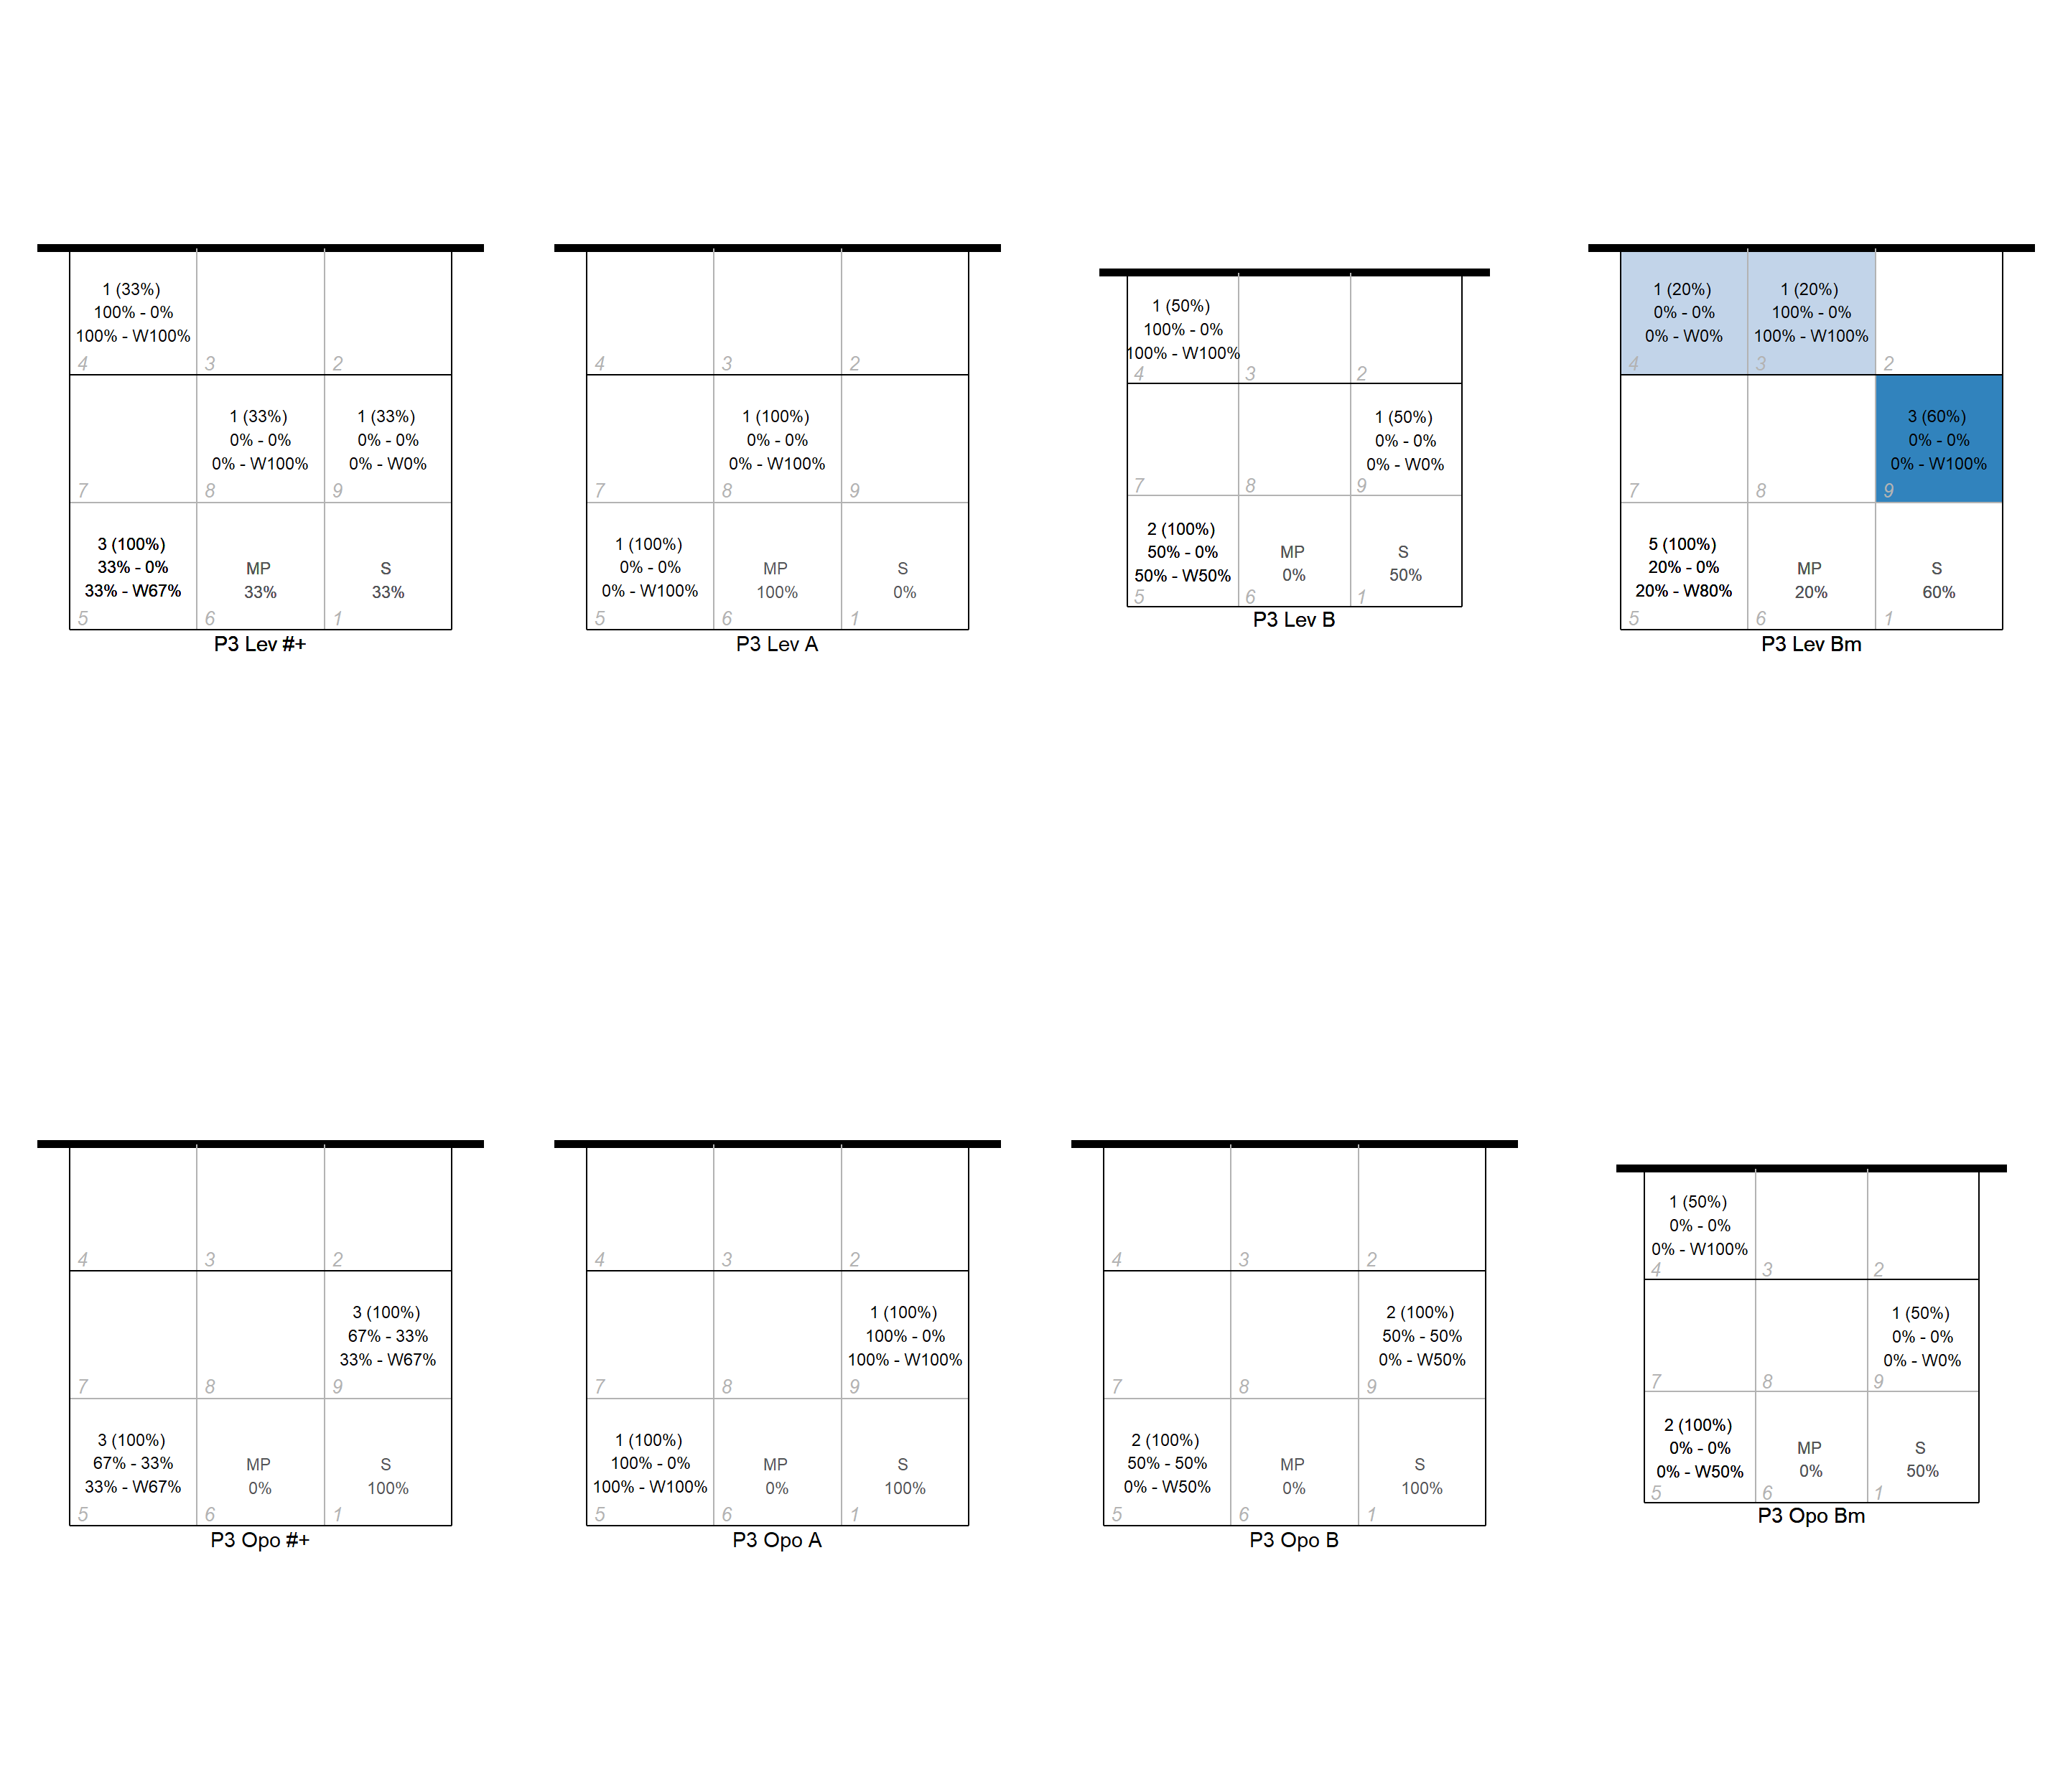 1 (33%)
100% - 0%
100% - W100%
4
3
2
1 (33%)
0% - 0%
0% - W100%
1 (33%)
0% - 0%
0% - W0%
7
8
9
3 (100%)
33% - 0%
33% - W67%
MP
33%
S
33%
5
6
1
P3 Lev #+
4
3
2
1 (100%)
0% - 0%
0% - W100%
7
8
9
1 (100%)
0% - 0%
0% - W100%
MP
100%
S
0%
5
6
1
P3 Lev A
1 (50%)
100% - 0%
100% - W100%
4
3
2
1 (50%)
0% - 0%
0% - W0%
7
8
9
2 (100%)
50% - 0%
50% - W50%
MP
0%
S
50%
5
6
1
P3 Lev B
1 (20%)
0% - 0%
0% - W0%
1 (20%)
100% - 0%
100% - W100%
4
3
2
3 (60%)
0% - 0%
0% - W100%
7
8
9
5 (100%)
20% - 0%
20% - W80%
MP
20%
S
60%
5
6
1
P3 Lev Bm
4
3
2
3 (100%)
67% - 33%
33% - W67%
7
8
9
3 (100%)
67% - 33%
33% - W67%
MP
0%
S
100%
5
6
1
P3 Opo #+
4
3
2
1 (100%)
100% - 0%
100% - W100%
7
8
9
1 (100%)
100% - 0%
100% - W100%
MP
0%
S
100%
5
6
1
P3 Opo A
4
3
2
2 (100%)
50% - 50%
0% - W50%
7
8
9
2 (100%)
50% - 50%
0% - W50%
MP
0%
S
100%
5
6
1
P3 Opo B
1 (50%)
0% - 0%
0% - W100%
4
3
2
1 (50%)
0% - 0%
0% - W0%
7
8
9
2 (100%)
0% - 0%
0% - W50%
MP
0%
S
50%
5
6
1
P3 Opo Bm